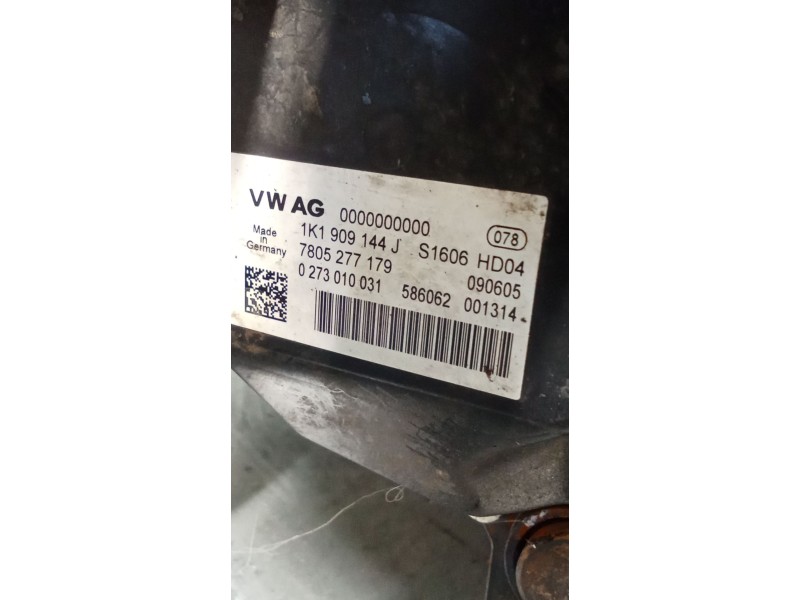 VW AG 0000000000 078
Made in Germany
1K1 909 144 J S1606 HD04
7805 277 179 090605
0 273 010 031 586062 001314